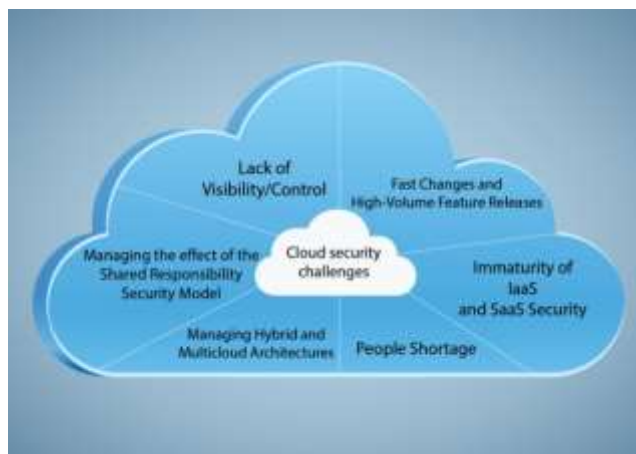 Lack of
Visibility/Control
Fast Changes and
High-Volume Feature Releases
Managing the effect of the
Shared Responsibility
Security Model
Cloud security
challenges
Immaturity of
IaaS
and SaaS Security
Managing Hybrid and
Multicloud Architectures
People Shortage